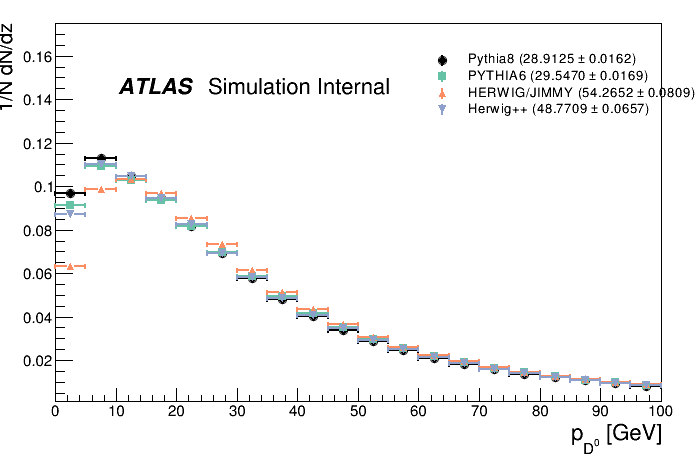 1/N dN/dz
0.16
0.14
0.12
0.1
0.08
0.06
0.04
0.02
ATLAS Simulation Internal
Pythia8 (28.9125 ± 0.0162)
PYTHIA6 (29.5470 ± 0.0169)
HERWIG/JIMMY (54.2652 ± 0.0809)
Herwig++ (48.7709 ± 0.0657)
0 10 20 30 40 50 60 70 80 90 100
p_D⁰ [GeV]